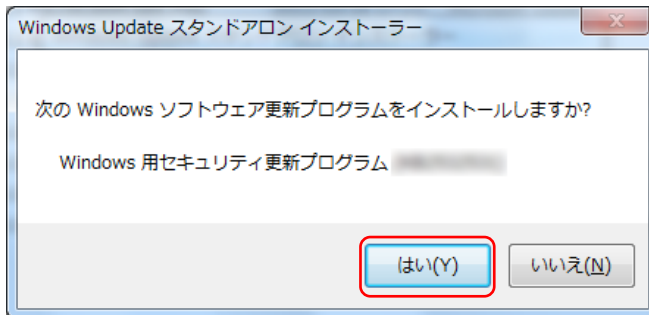 Windows Update スタンドアロン インストーラー
次の Windows ソフトウェア更新プログラムをインストールしますか?
Windows 用セキュリティ更新プログラム
はい(Y)
いいえ(N)